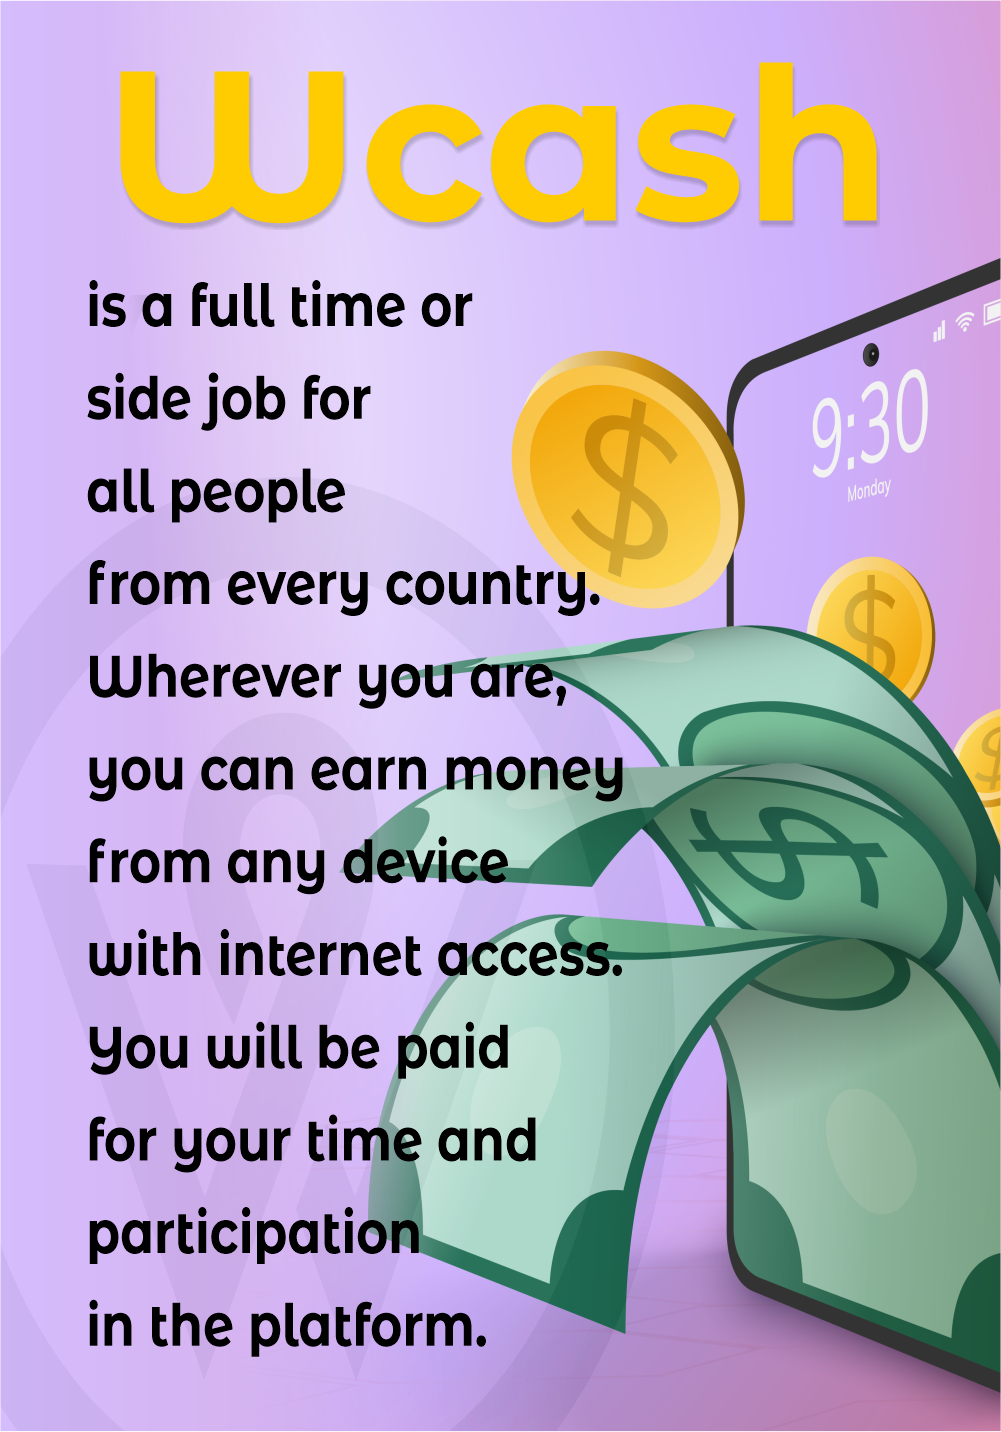 Wcash
is a full time or
side job for
all people
from every country.
Wherever you are,
you can earn money
from any device
with internet access.
You will be paid
for your time and
participation
in the platform.
9:30
Monday
$
$
$
$
W